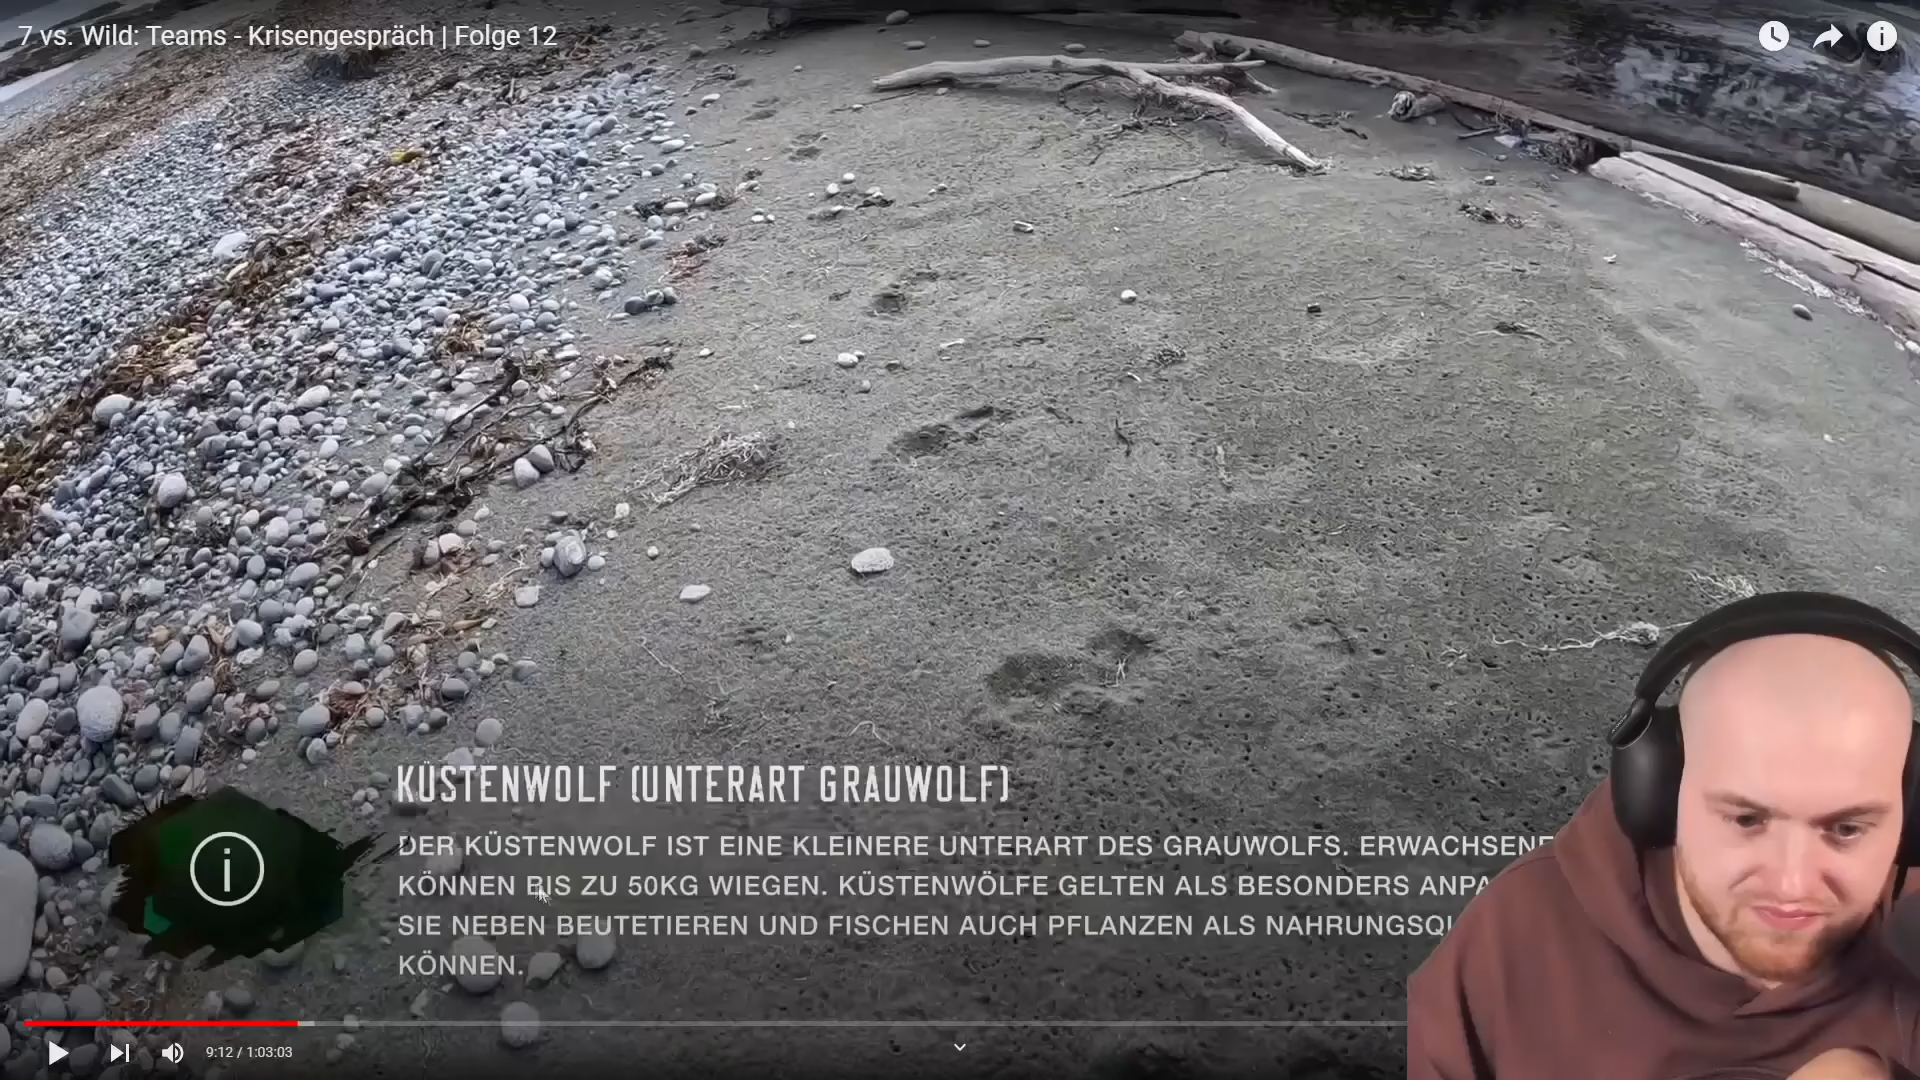 7 vs. Wild: Teams - Krisengespräch | Folge 12
KÜSTENWOLF (UNTERART GRAUWOLF)
DER KÜSTENWOLF IST EINE KLEINERE UNTERART DES GRAUWOLFS. ERWACHSENE
KÖNNEN BIS ZU 50KG WIEGEN. KÜSTENWÖLFE GELTEN ALS BESONDERS
SIE NEBEN BEUTETIEREN UND FISCHEN AUCH PFLANZEN ALS
KÖNNEN.
9:12 / 1:03:03